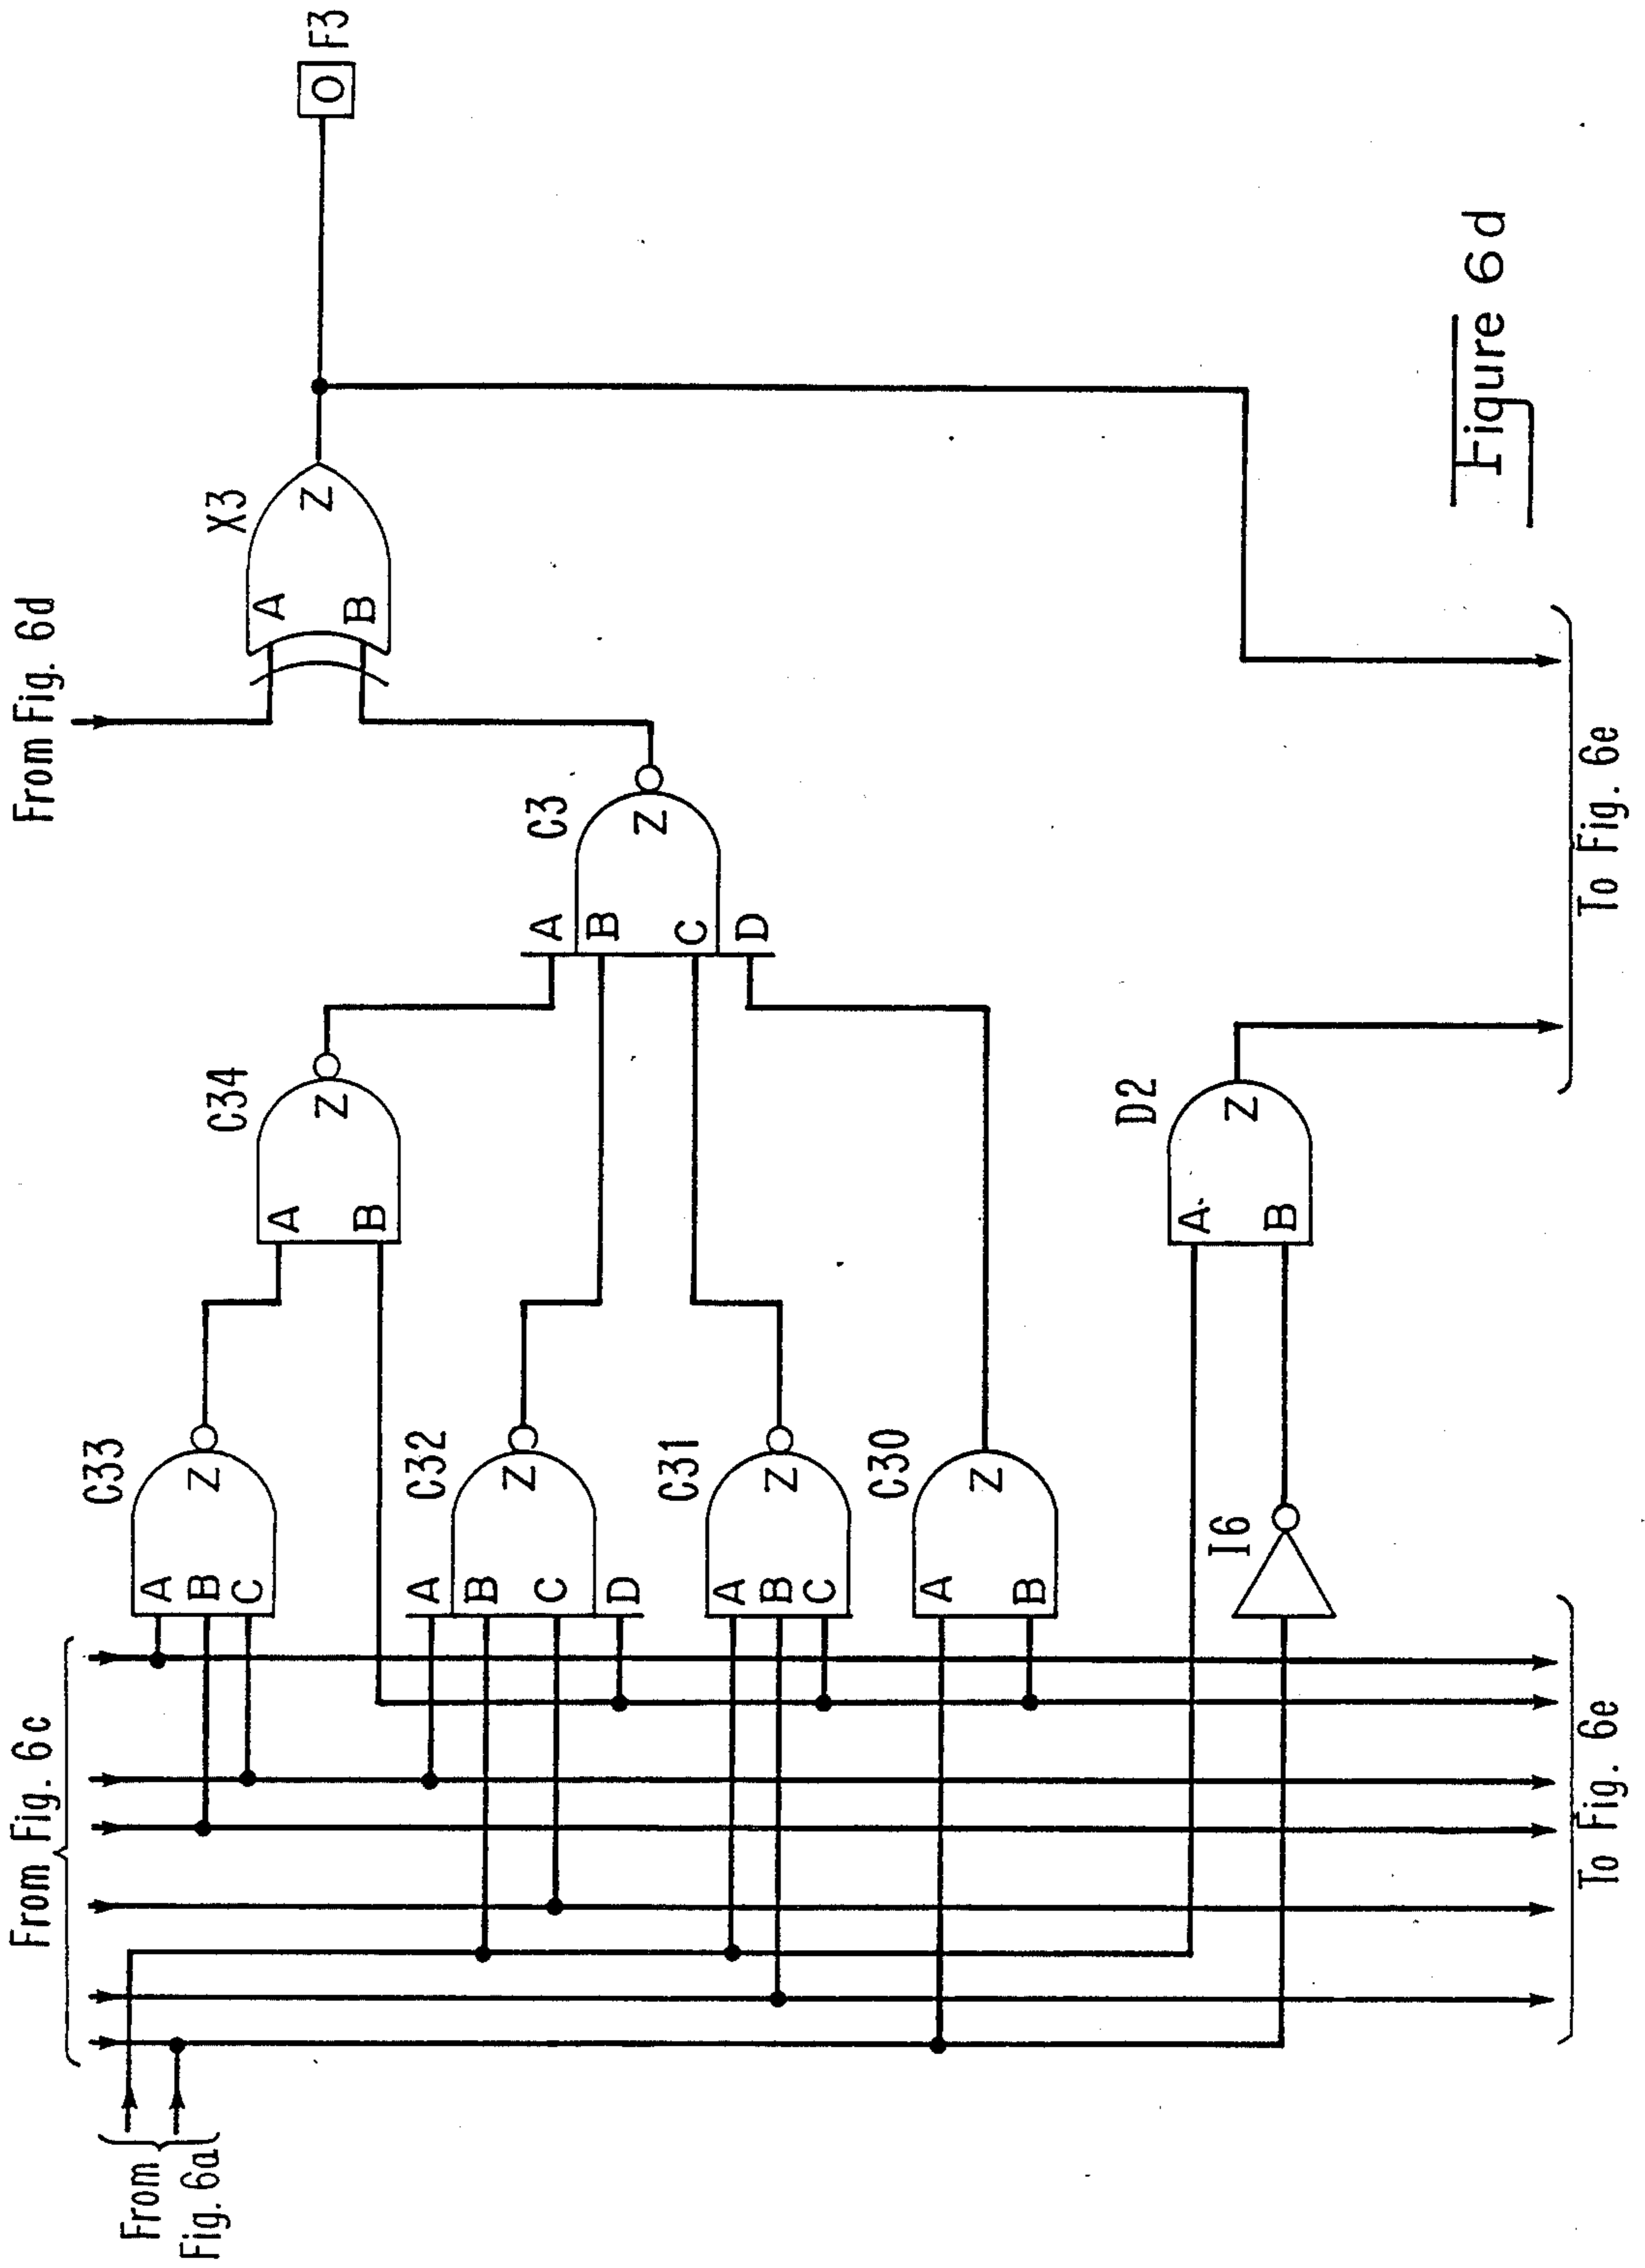 From Fig. 6d
X3
A
B
Z
O F3
C3
A
B
C
D
Z
C34
A
B
Z
C33
A
B
C
Z
C32
A
B
C
D
Z
C31
A
B
C
Z
C30
A
B
Z
D2
A
B
Z
I6
From Fig. 6c
From
Fig. 6a
To Fig. 6e
To Fig. 6e
Figure 6d